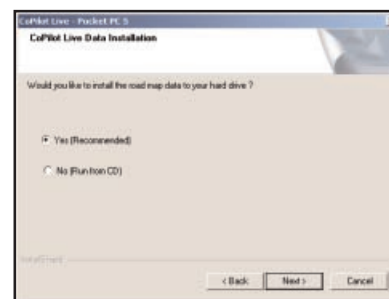 CoPilot Live - Pocket PC 5
CoPilot Live Data Installation
Would you like to install the road map data to your hard drive ?
Yes (Recommended)
No (Run from CD)
InstallShield
< Back
Next >
Cancel